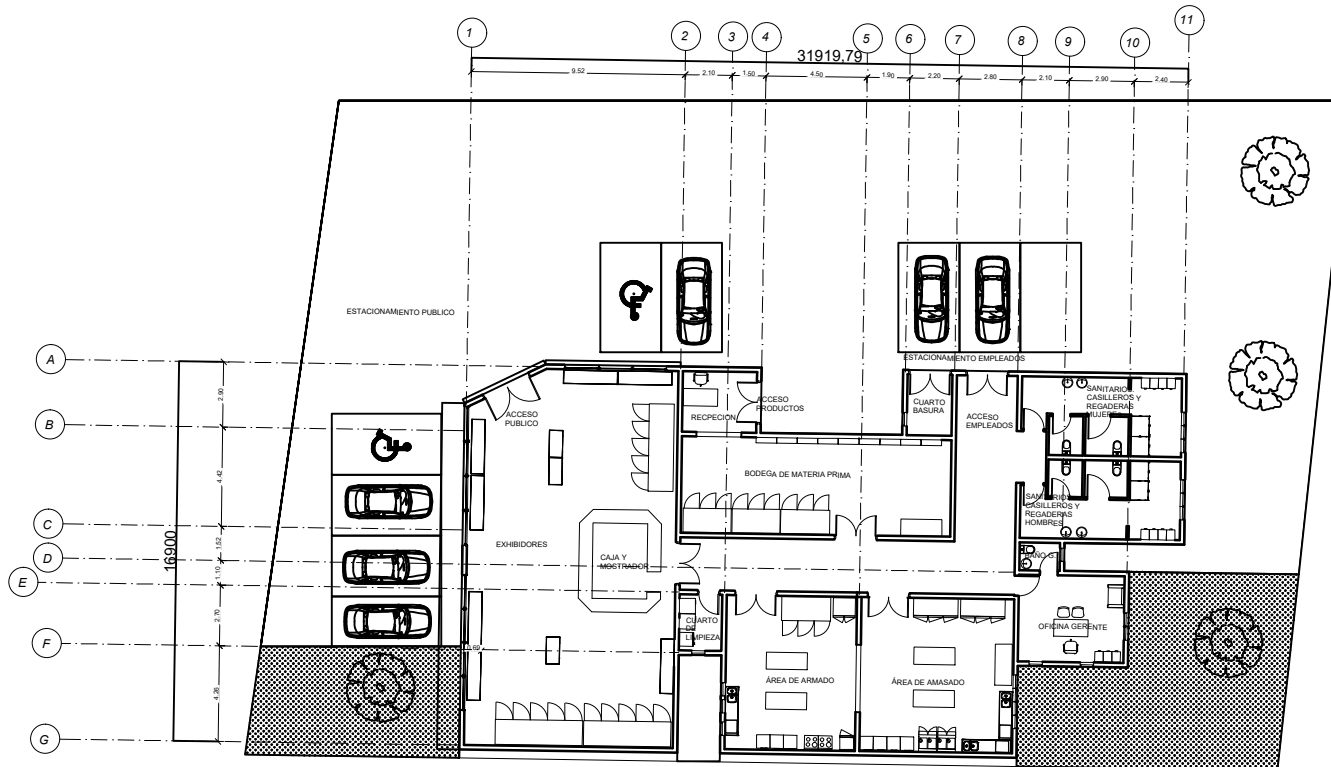 1
2
3
4
5
6
7
8
9
10
11
31919,79
9.52
2.10
1.50
4.50
1.90
2.20
2.80
2.10
2.90
2.40
ESTACIONAMIENTO PUBLICO
ESTACIONAMIENTO EMPLEADOS
A
B
C
D
E
F
G
16900
2.90
4.42
1.52
1.10
2.70
4.26
.69
ACCESO
PUBLICO
RECPECION
ACCESO
PRODUCTOS
CUARTO
BASURA
ACCESO
EMPLEADOS
SANITARIOS,
CASILLEROS Y
REGADERAS
MUJERES
BODEGA DE MATERIA PRIMA
SANITARIOS
CASILLEROS Y
REGADERAS
HOMBRES
EXHIBIDORES
CAJA Y
MOSTRADOR
BAÑO G.
CUARTO
DE
LIMPIEZA
OFICINA GERENTE
ÁREA DE ARMADO
ÁREA DE AMASADO